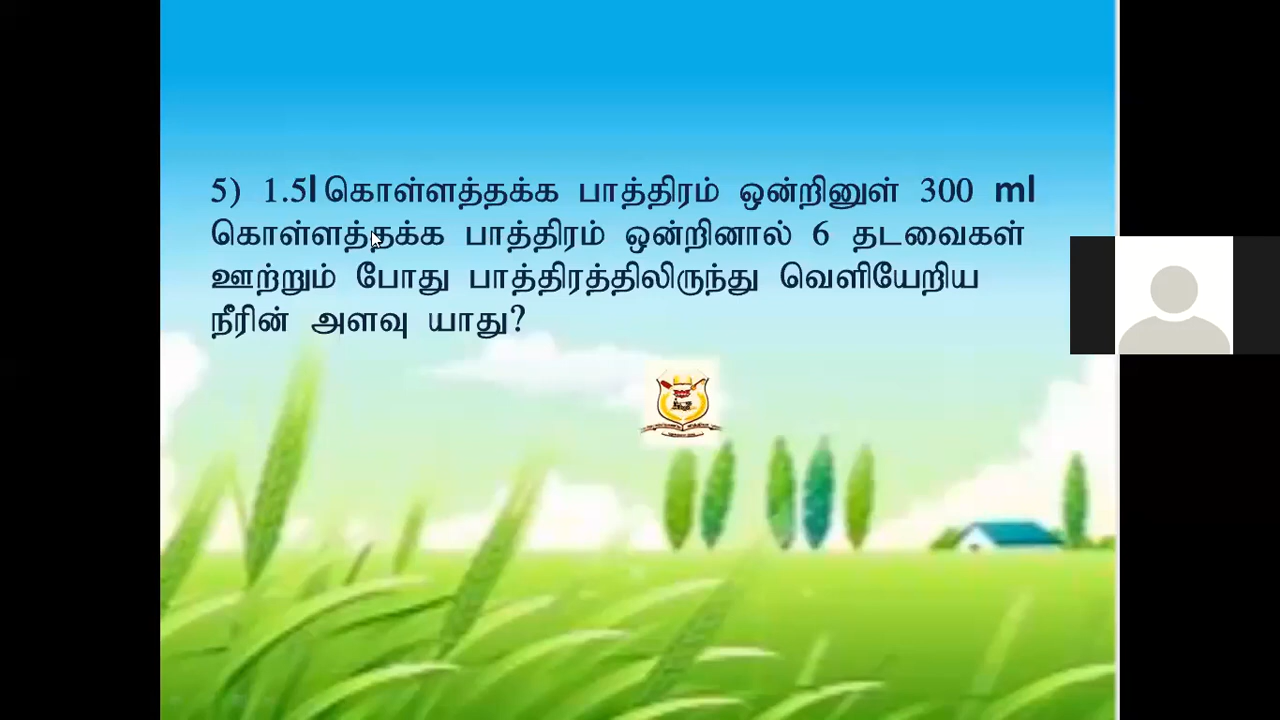 5) 1.5l கொள்ளத்தக்க பாத்திரம் ஒன்றினுள் 300 ml
கொள்ளத்தக்க பாத்திரம் ஒன்றினால் 6 தடவைகள்
ஊற்றும் போது பாத்திரத்திலிருந்து வெளியேறிய
நீரின் அளவு யாது?